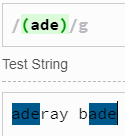 /(ade)/g
Test String
aderay bade